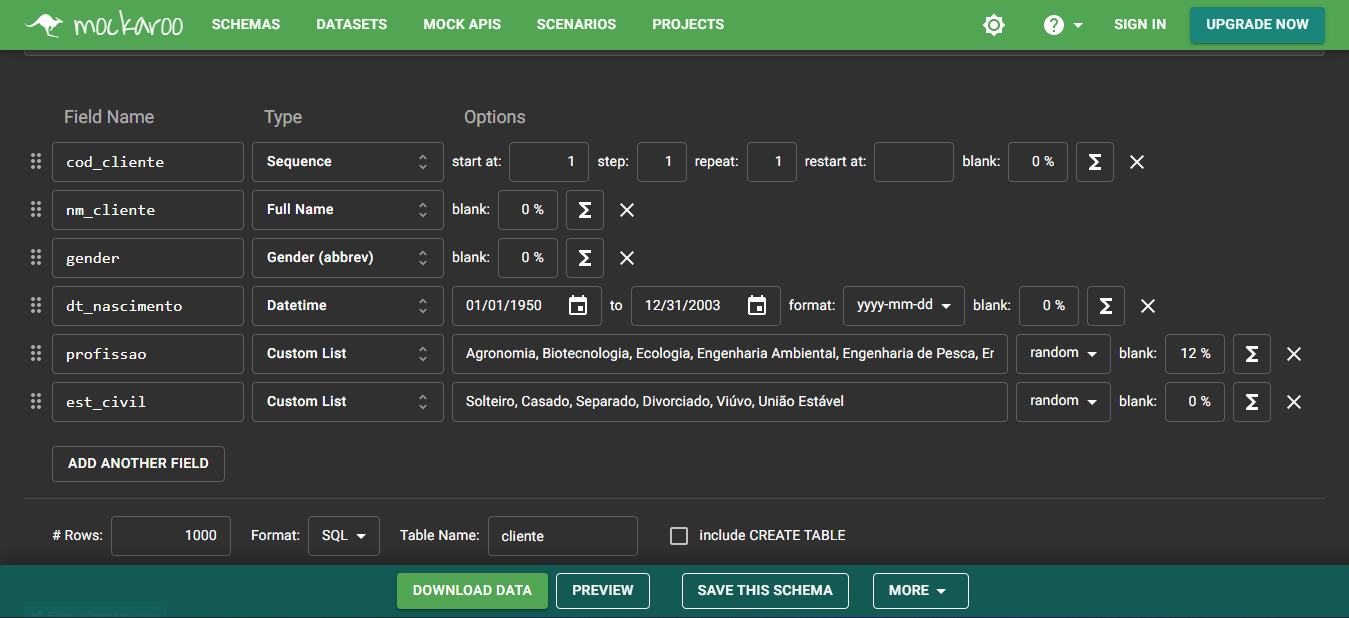 mockaroo SCHEMAS DATASETS MOCK APIS SCENARIOS PROJECTS ? SIGN IN UPGRADE NOW
Field Name Type Options
cod_cliente Sequence start at: 1 step: 1 repeat: 1 restart at: blank: 0 % Σ
nm_cliente Full Name blank: 0 % Σ
gender Gender (abbrev) blank: 0 % Σ
dt_nascimento Datetime 01/01/1950 to 12/31/2003 format: yyyy-mm-dd blank: 0 % Σ
profissao Custom List Agronomia, Biotecnologia, Ecologia, Engenharia Ambiental, Engenharia de Pesca, Er random blank: 12 % Σ
est_civil Custom List Solteiro, Casado, Separado, Divorciado, Viúvo, União Estável random blank: 0 % Σ
ADD ANOTHER FIELD
# Rows: 1000 Format: SQL Table Name: cliente include CREATE TABLE
DOWNLOAD DATA PREVIEW SAVE THIS SCHEMA MORE